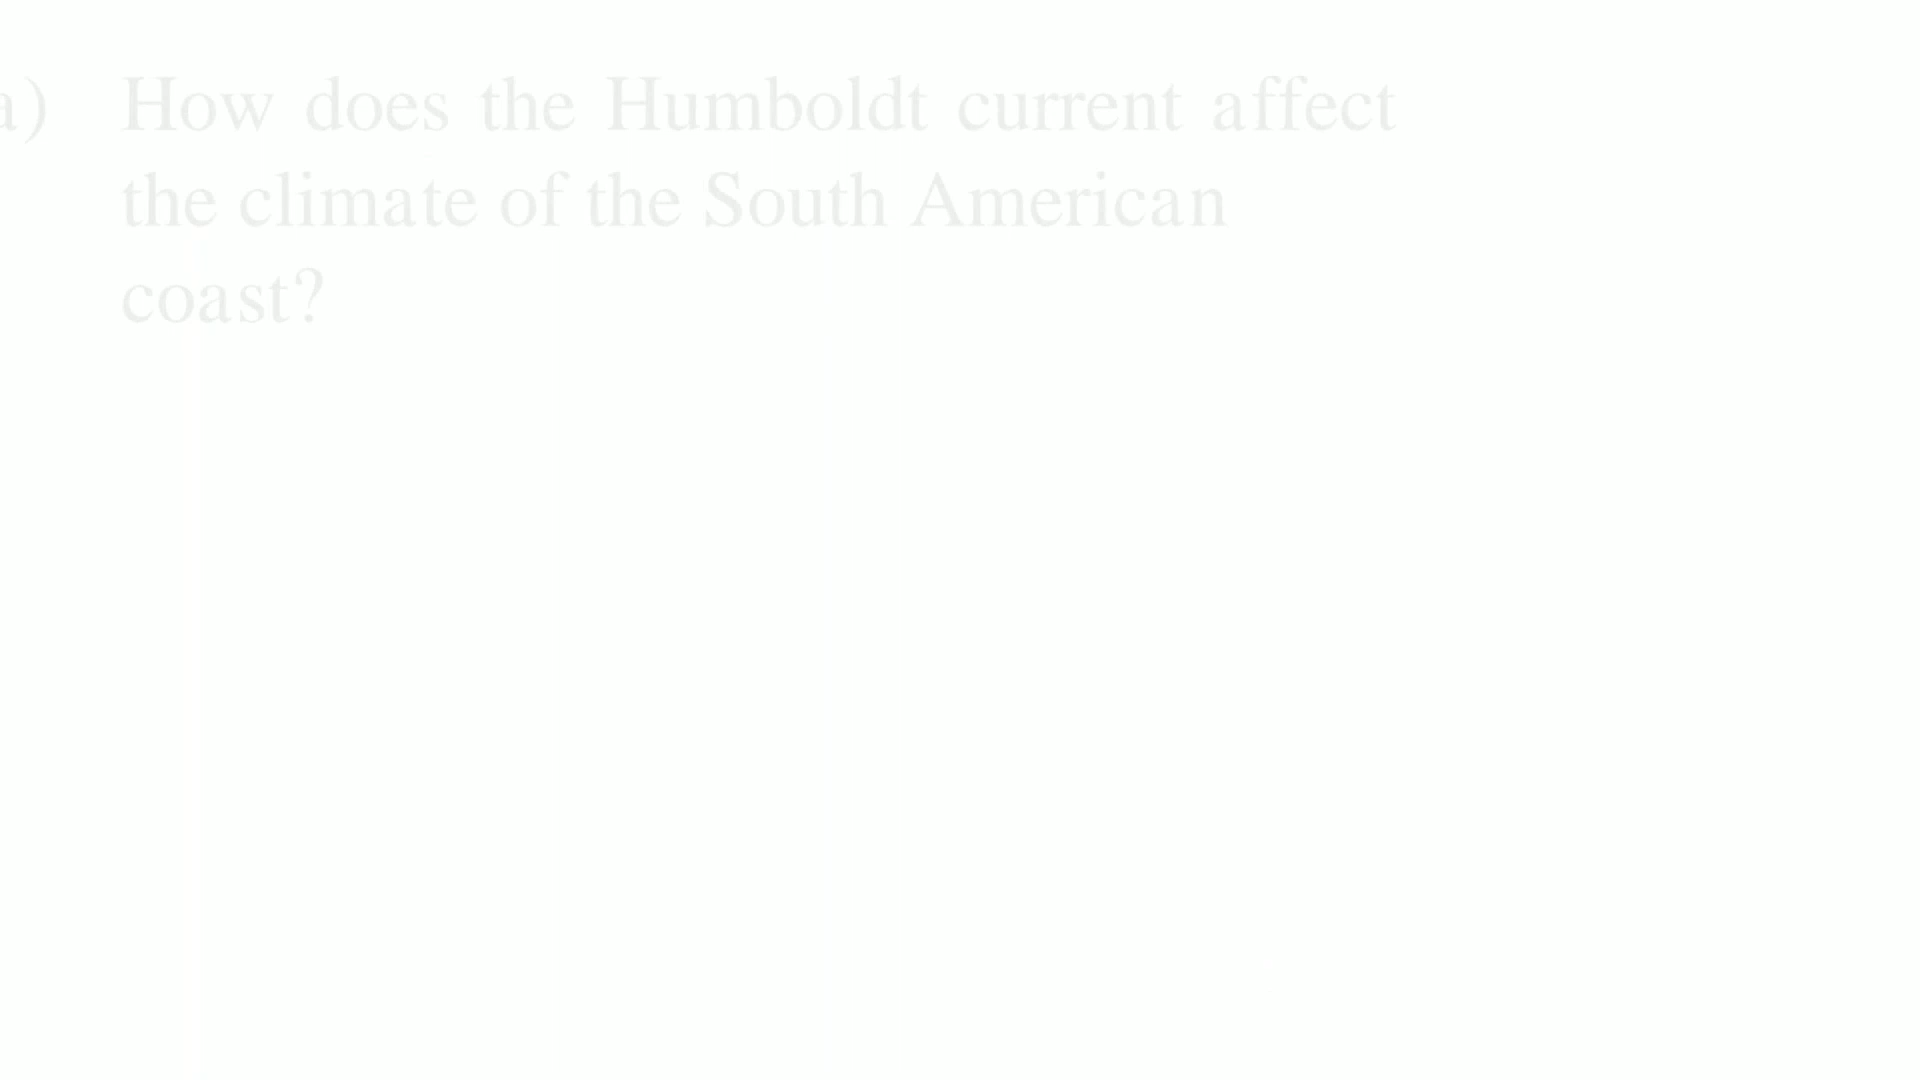 a) How does the Humboldt current affect
the climate of the South American
coast?